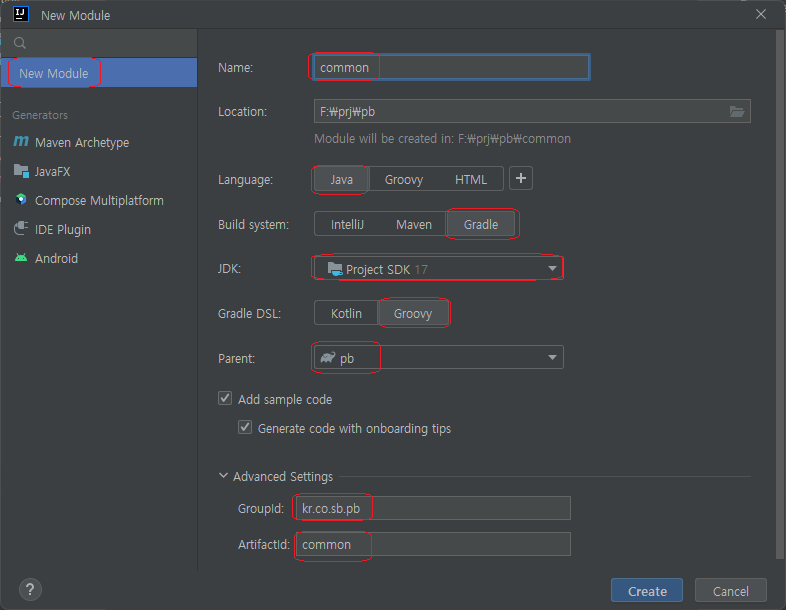 IJ New Module
New Module
Generators
m Maven Archetype
JavaFX
Compose Multiplatform
IDE Plugin
Android
Name: common
Location: F:₩prj₩pb
Module will be created in: F:₩prj₩pb₩common
Language: Java Groovy HTML +
Build system: IntelliJ Maven Gradle
JDK: Project SDK 17
Gradle DSL: Kotlin Groovy
Parent: pb
Add sample code
Generate code with onboarding tips
Advanced Settings
GroupId: kr.co.sb.pb
ArtifactId: common
? Create Cancel